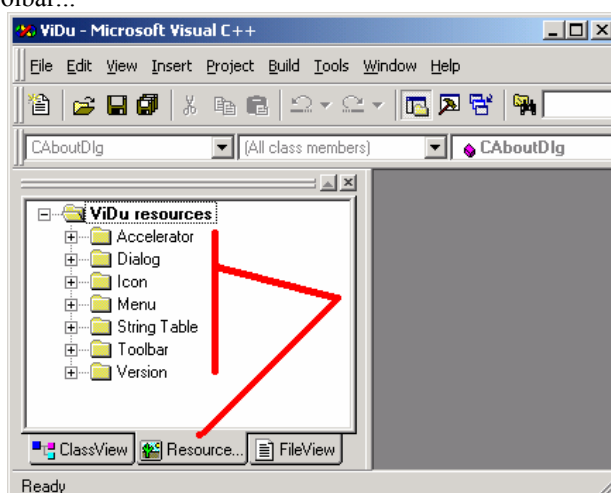 olbar...
ViDu - Microsoft Visual C++
File Edit View Insert Project Build Tools Window Help
CAboutDlg (All class members) CAboutDlg
ViDu resources
Accelerator
Dialog
Icon
Menu
String Table
Toolbar
Version
ClassView Resource... FileView
Ready